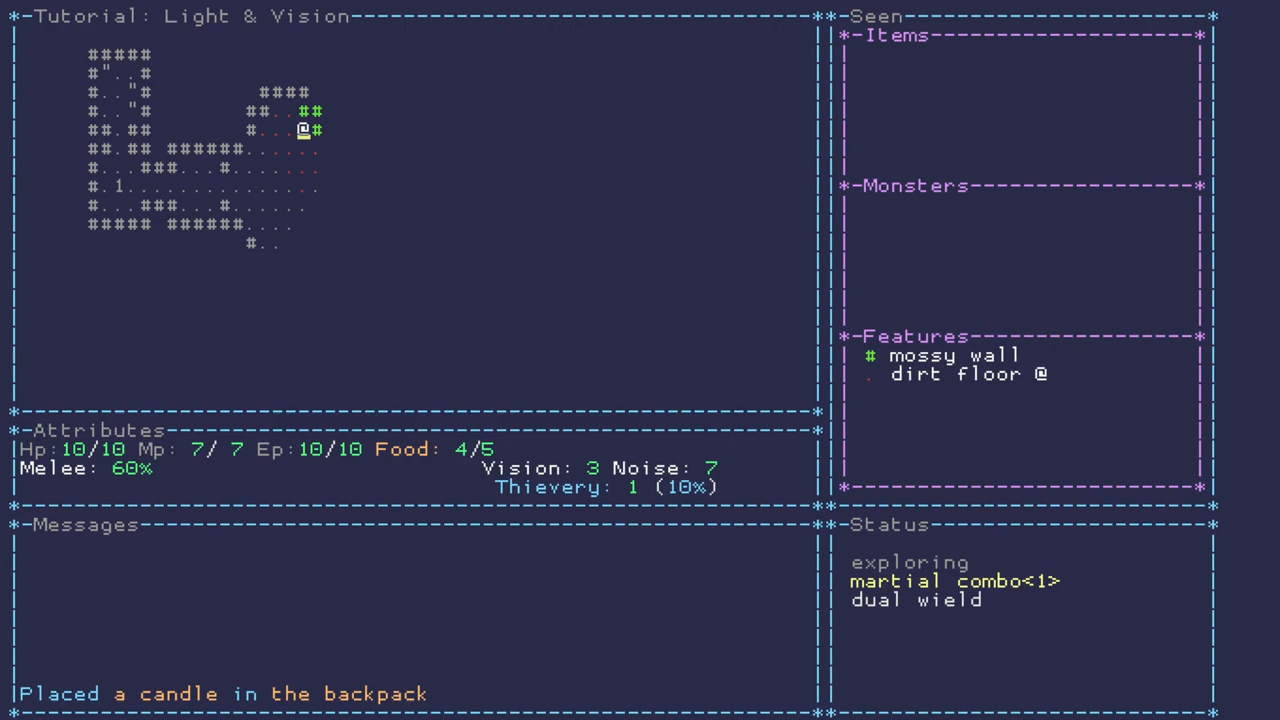 Tutorial: Light & Vision
#####
#"..#
#.."# ####
#.."# ##..##
##.## #...@#
##.## ######......
#...###...#.......
#.1...............
#...###...#......
##### ######....
#..
Attributes
Hp:10/10 Mp: 7/ 7 Ep:10/10 Food: 4/5
Melee: 60% Vision: 3 Noise: 7
Thievery: 1 (10%)
Messages
Placed a candle in the backpack
Seen
Items
Monsters
Features
# mossy wall
. dirt floor @
Status
exploring
martial combo<1>
dual wield